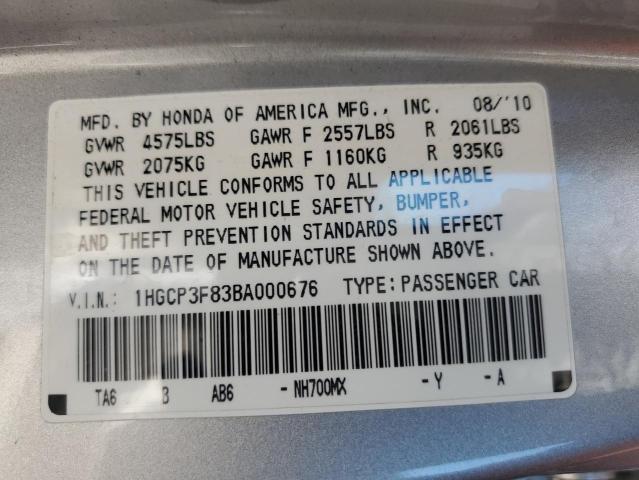 MFD. BY HONDA OF AMERICA MFG., INC. 08/'10
GVWR 4575LBS GAWR F 2557LBS R 2061LBS
GVWR 2075KG GAWR F 1160KG R 935KG
THIS VEHICLE CONFORMS TO ALL APPLICABLE
FEDERAL MOTOR VEHICLE SAFETY, BUMPER,
AND THEFT PREVENTION STANDARDS IN EFFECT
ON THE DATE OF MANUFACTURE SHOWN ABOVE.
V.I.N.: 1HGCP3F83BA000676 TYPE: PASSENGER CAR
TA6 B AB6 -NH700MX -Y -A